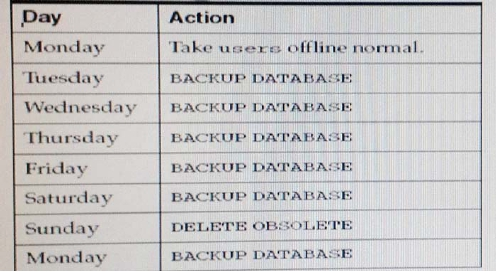 Day Action
Monday Take users offline normal.
Tuesday BACKUP DATABASE
Wednesday BACKUP DATABASE
Thursday BACKUP DATABASE
Friday BACKUP DATABASE
Saturday BACKUP DATABASE
Sunday DELETE OBSOLETE
Monday BACKUP DATABASE